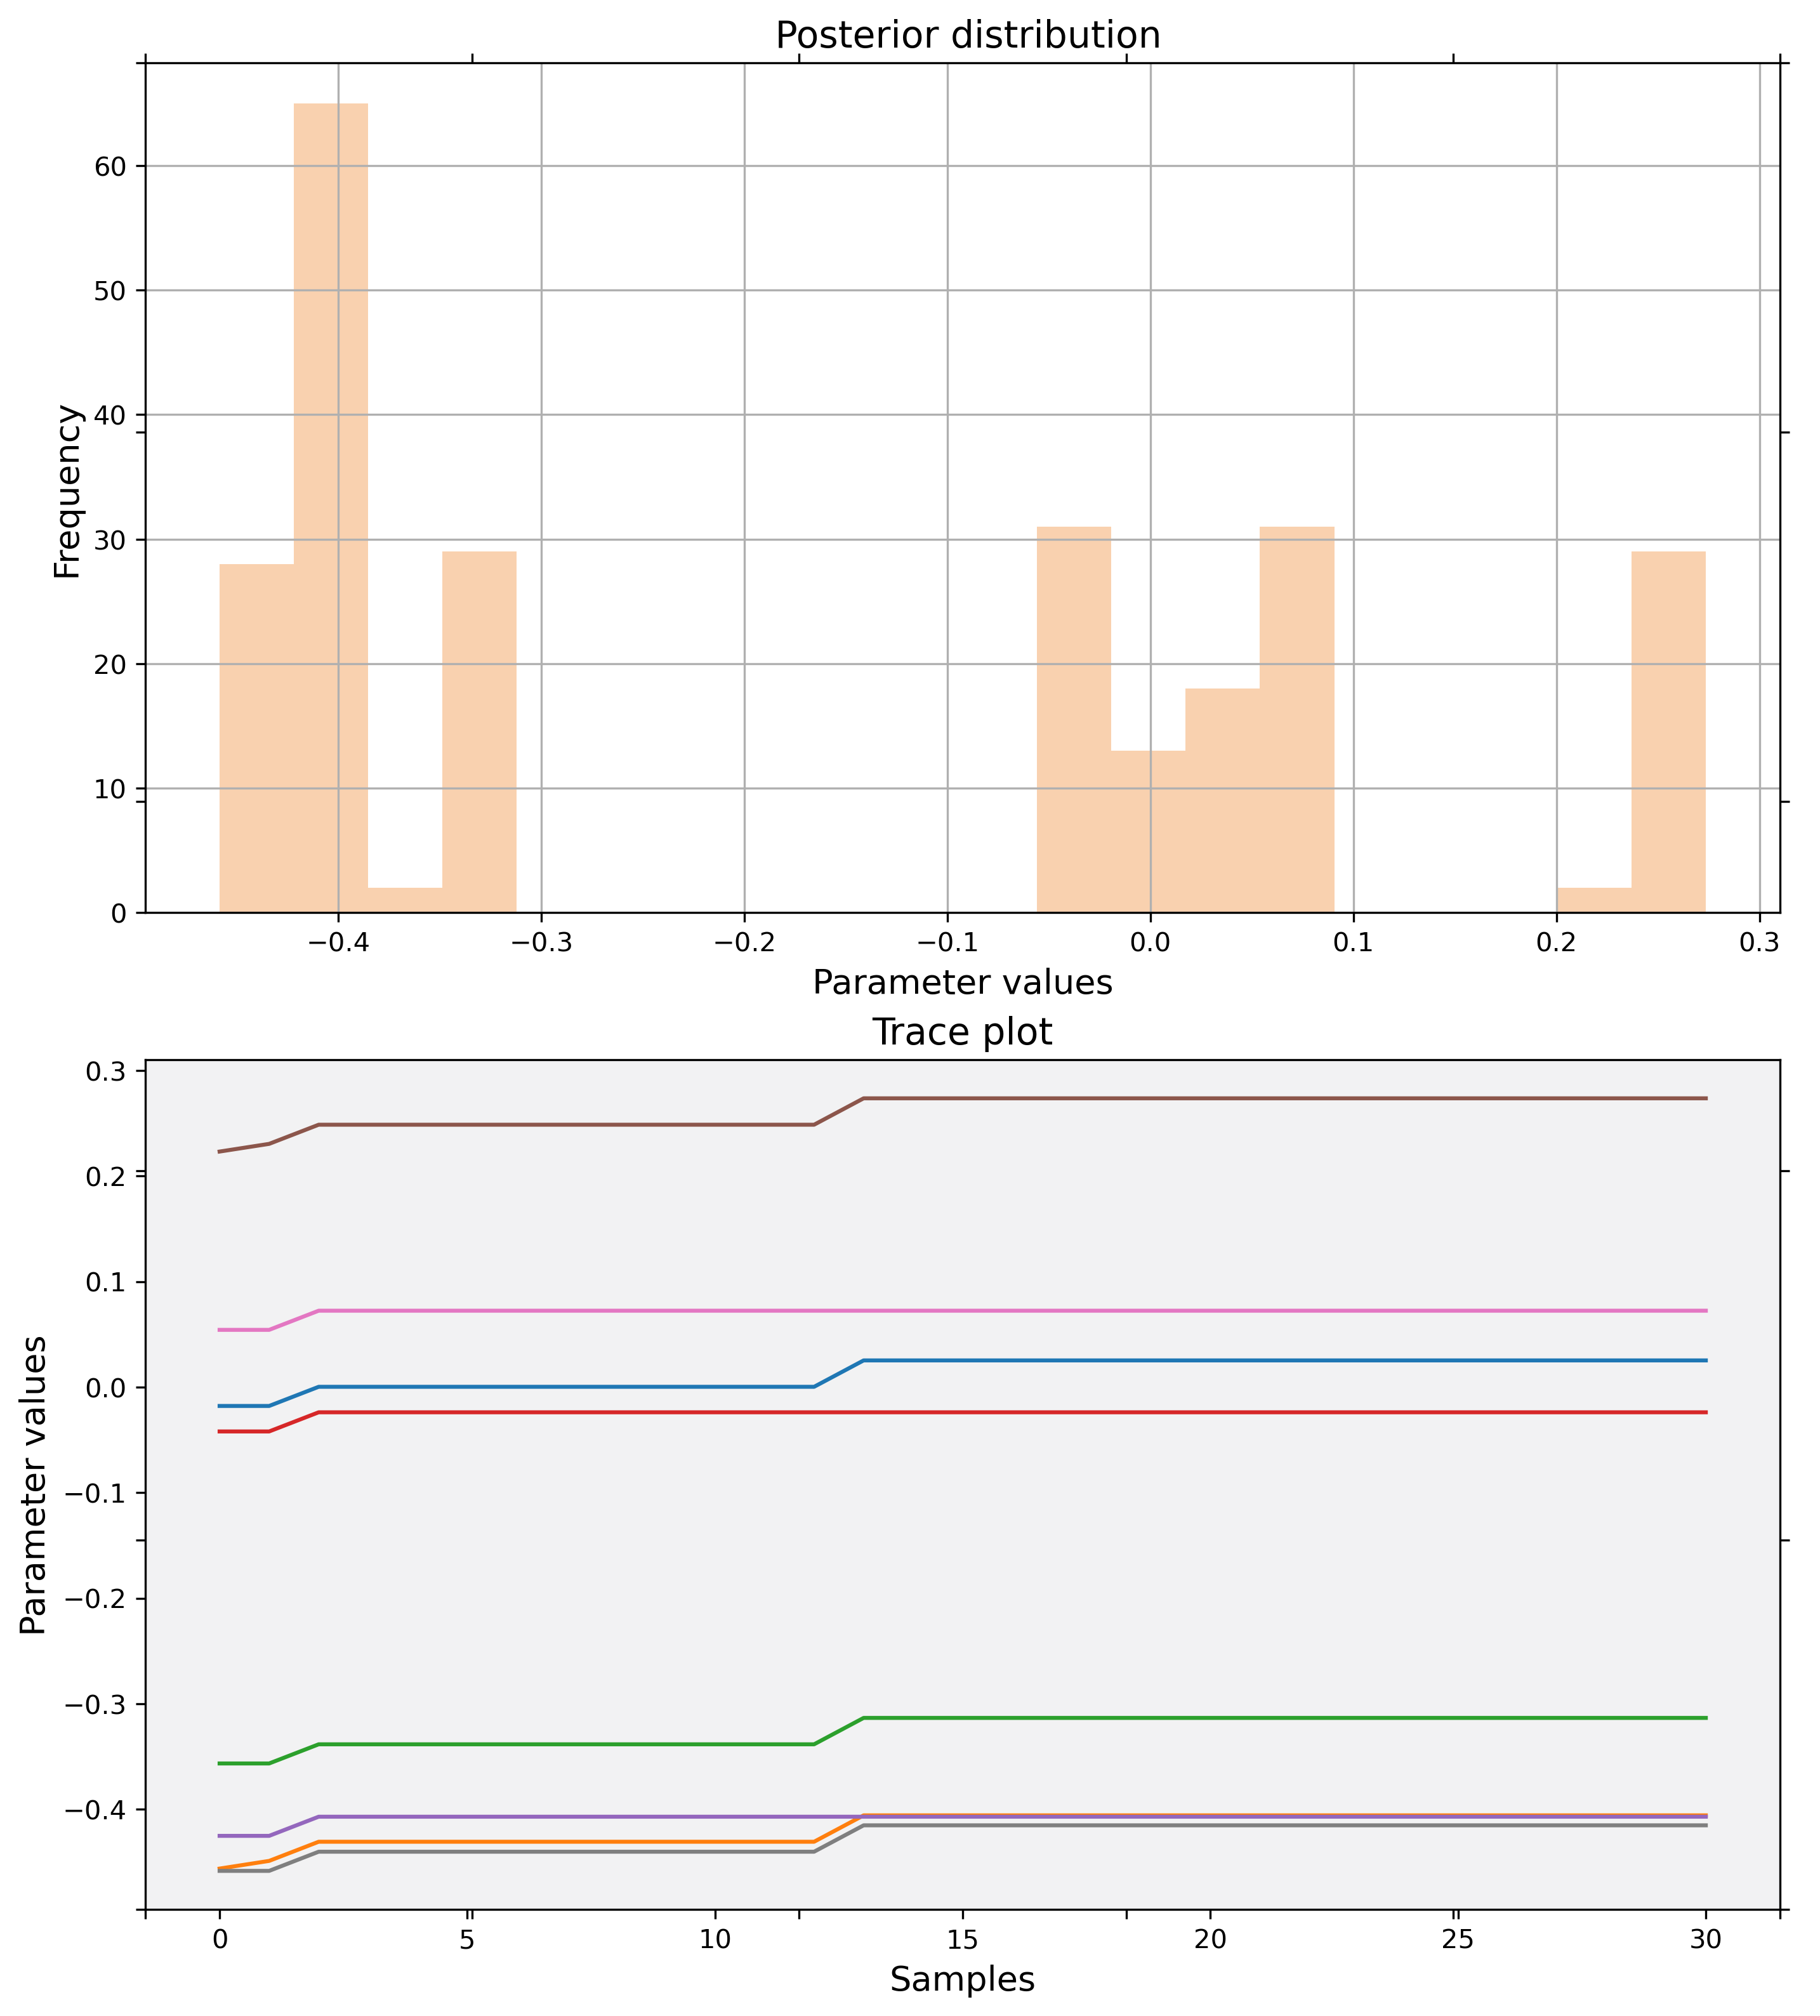 Posterior distribution
Frequency
60
50
40
30
20
10
0
−0.4 −0.3 −0.2 −0.1 0.0 0.1 0.2 0.3
Parameter values
Trace plot
Parameter values
0.3
0.2
0.1
0.0
−0.1
−0.2
−0.3
−0.4
0 5 10 15 20 25 30
Samples